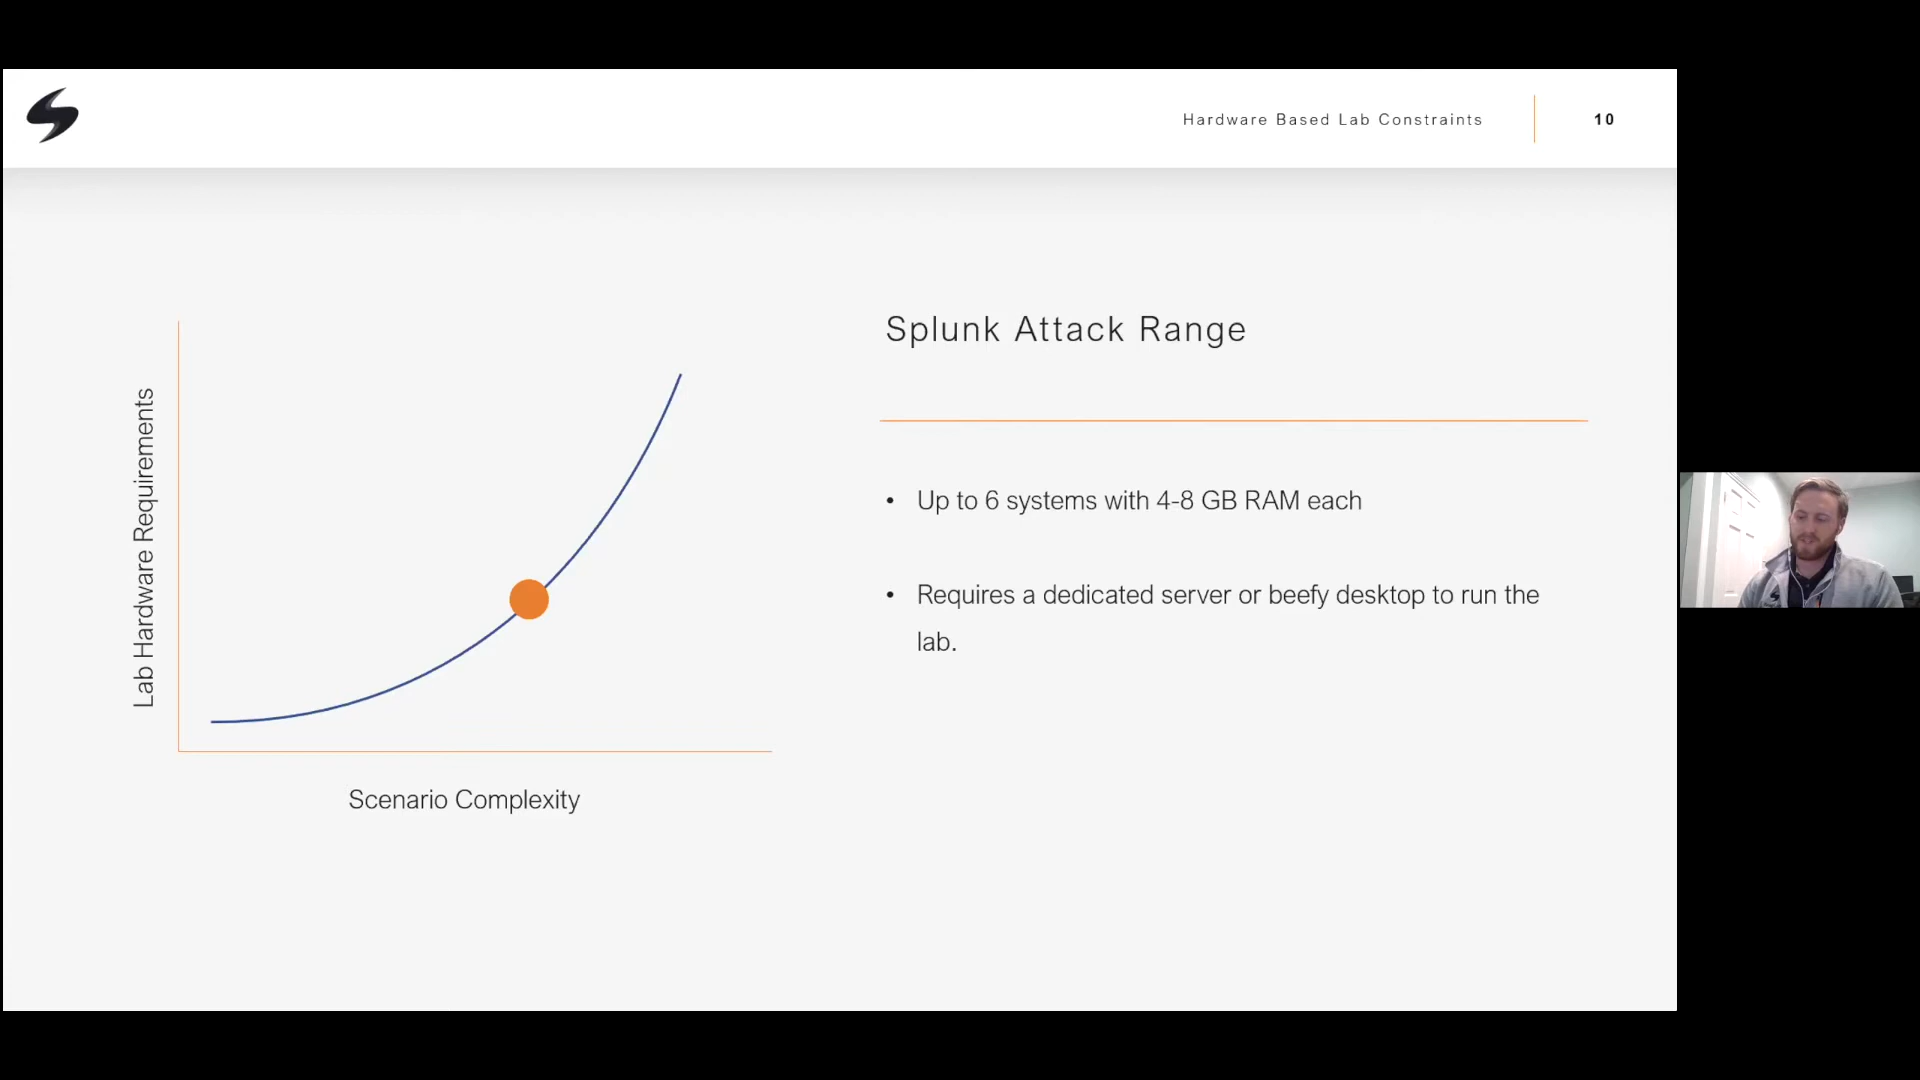 Hardware Based Lab Constraints
10
Splunk Attack Range
Lab Hardware Requirements
• Up to 6 systems with 4-8 GB RAM each
• Requires a dedicated server or beefy desktop to run the
lab.
Scenario Complexity